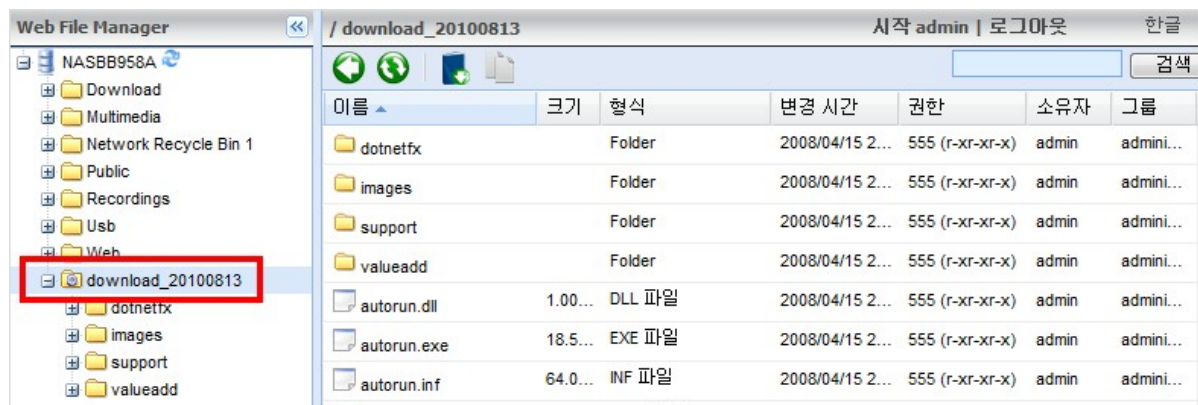 Web File Manager
/ download_20100813
시작 admin | 로그아웃
한글
NASBB958A
Download
Multimedia
Network Recycle Bin 1
Public
Recordings
Usb
Web
download_20100813
dotnetfx
images
support
valueadd
검색
이름 크기 형식 변경 시간 권한 소유자 그룹
dotnetfx Folder 2008/04/15 2... 555 (r-xr-xr-x) admin admini...
images Folder 2008/04/15 2... 555 (r-xr-xr-x) admin admini...
support Folder 2008/04/15 2... 555 (r-xr-xr-x) admin admini...
valueadd Folder 2008/04/15 2... 555 (r-xr-xr-x) admin admini...
autorun.dll 1.00... DLL 파일 2008/04/15 2... 555 (r-xr-xr-x) admin admini...
autorun.exe 18.5... EXE 파일 2008/04/15 2... 555 (r-xr-xr-x) admin admini...
autorun.inf 64.0... INF 파일 2008/04/15 2... 555 (r-xr-xr-x) admin admini...